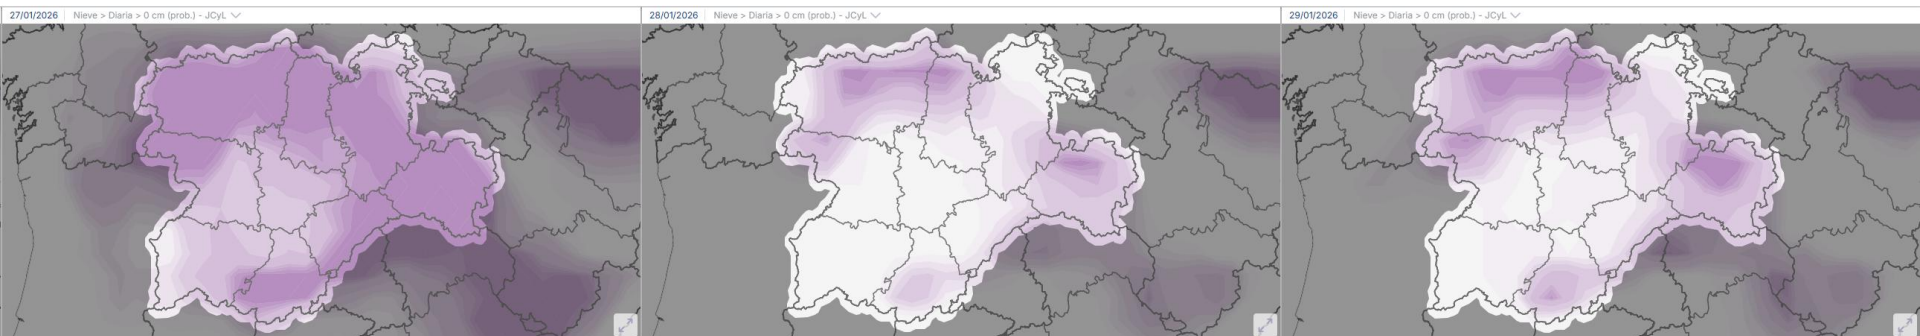 27/01/2026 Nieve > Diaria > 0 cm (prob.) - JCyL
28/01/2026 Nieve > Diaria > 0 cm (prob.) - JCyL
29/01/2026 Nieve > Diaria > 0 cm (prob.) - JCyL